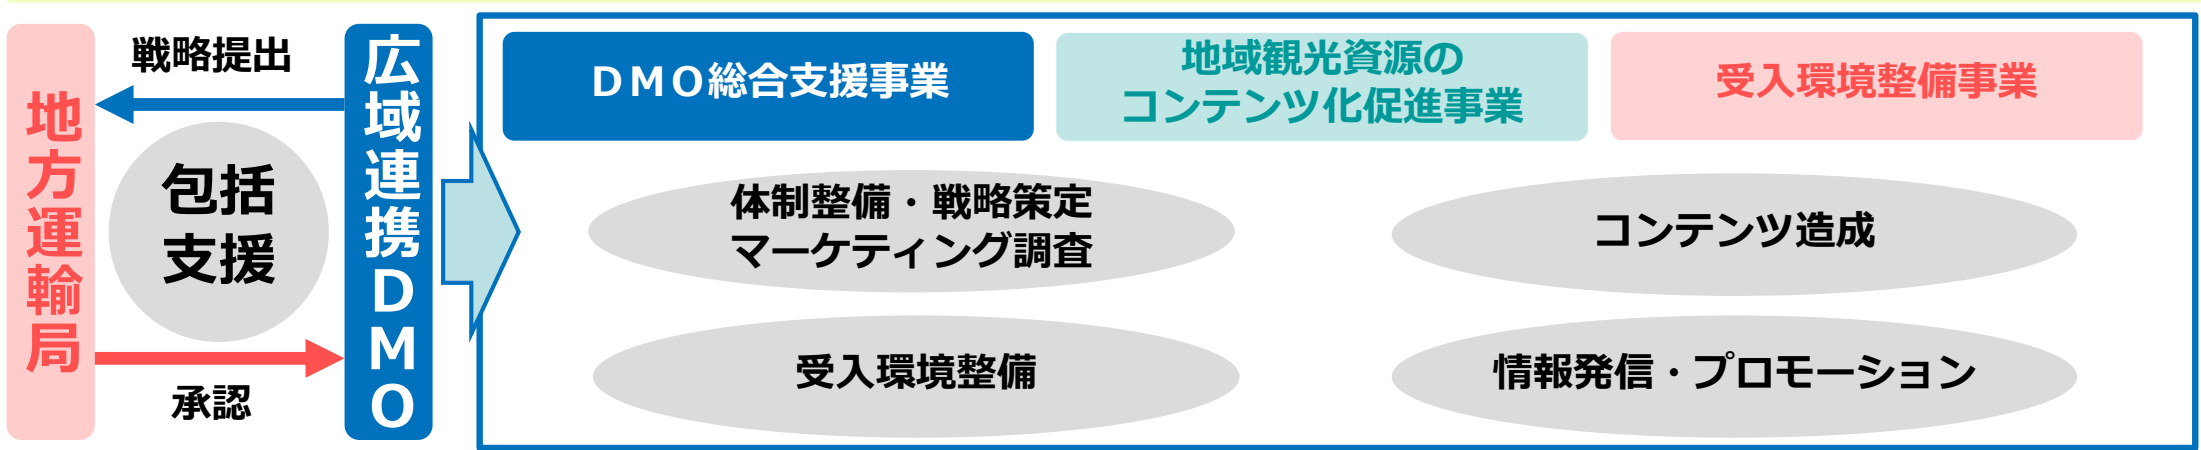 地方運輸局
戦略提出
包括
支援
承認
広域連携ＤＭＯ
ＤＭＯ総合支援事業
地域観光資源の
コンテンツ化促進事業
受入環境整備事業
体制整備・戦略策定
マーケティング調査
コンテンツ造成
受入環境整備
情報発信・プロモーション